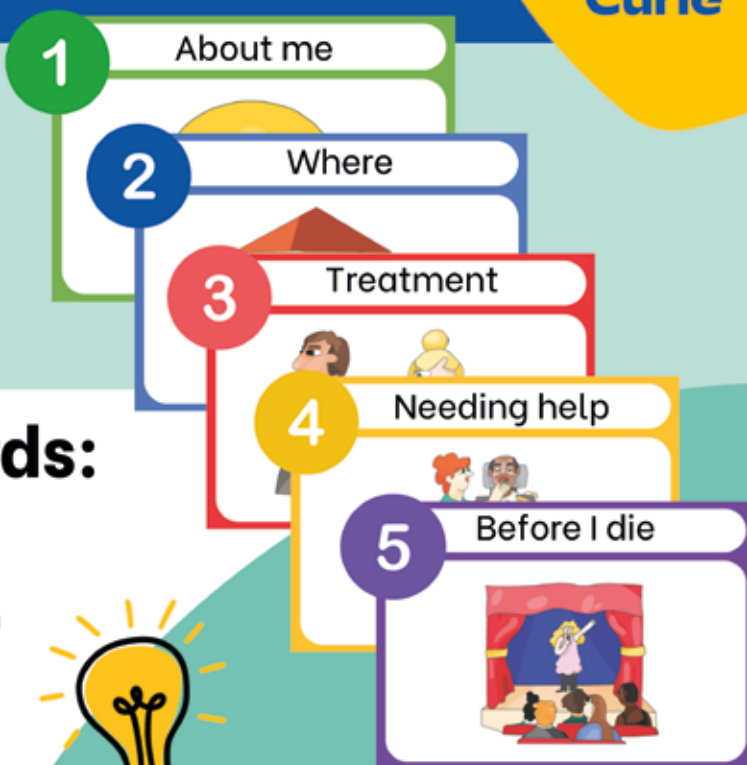 Curie
1
About me
2
Where
3
Treatment
4
Needing help
ds:
5
Before I die